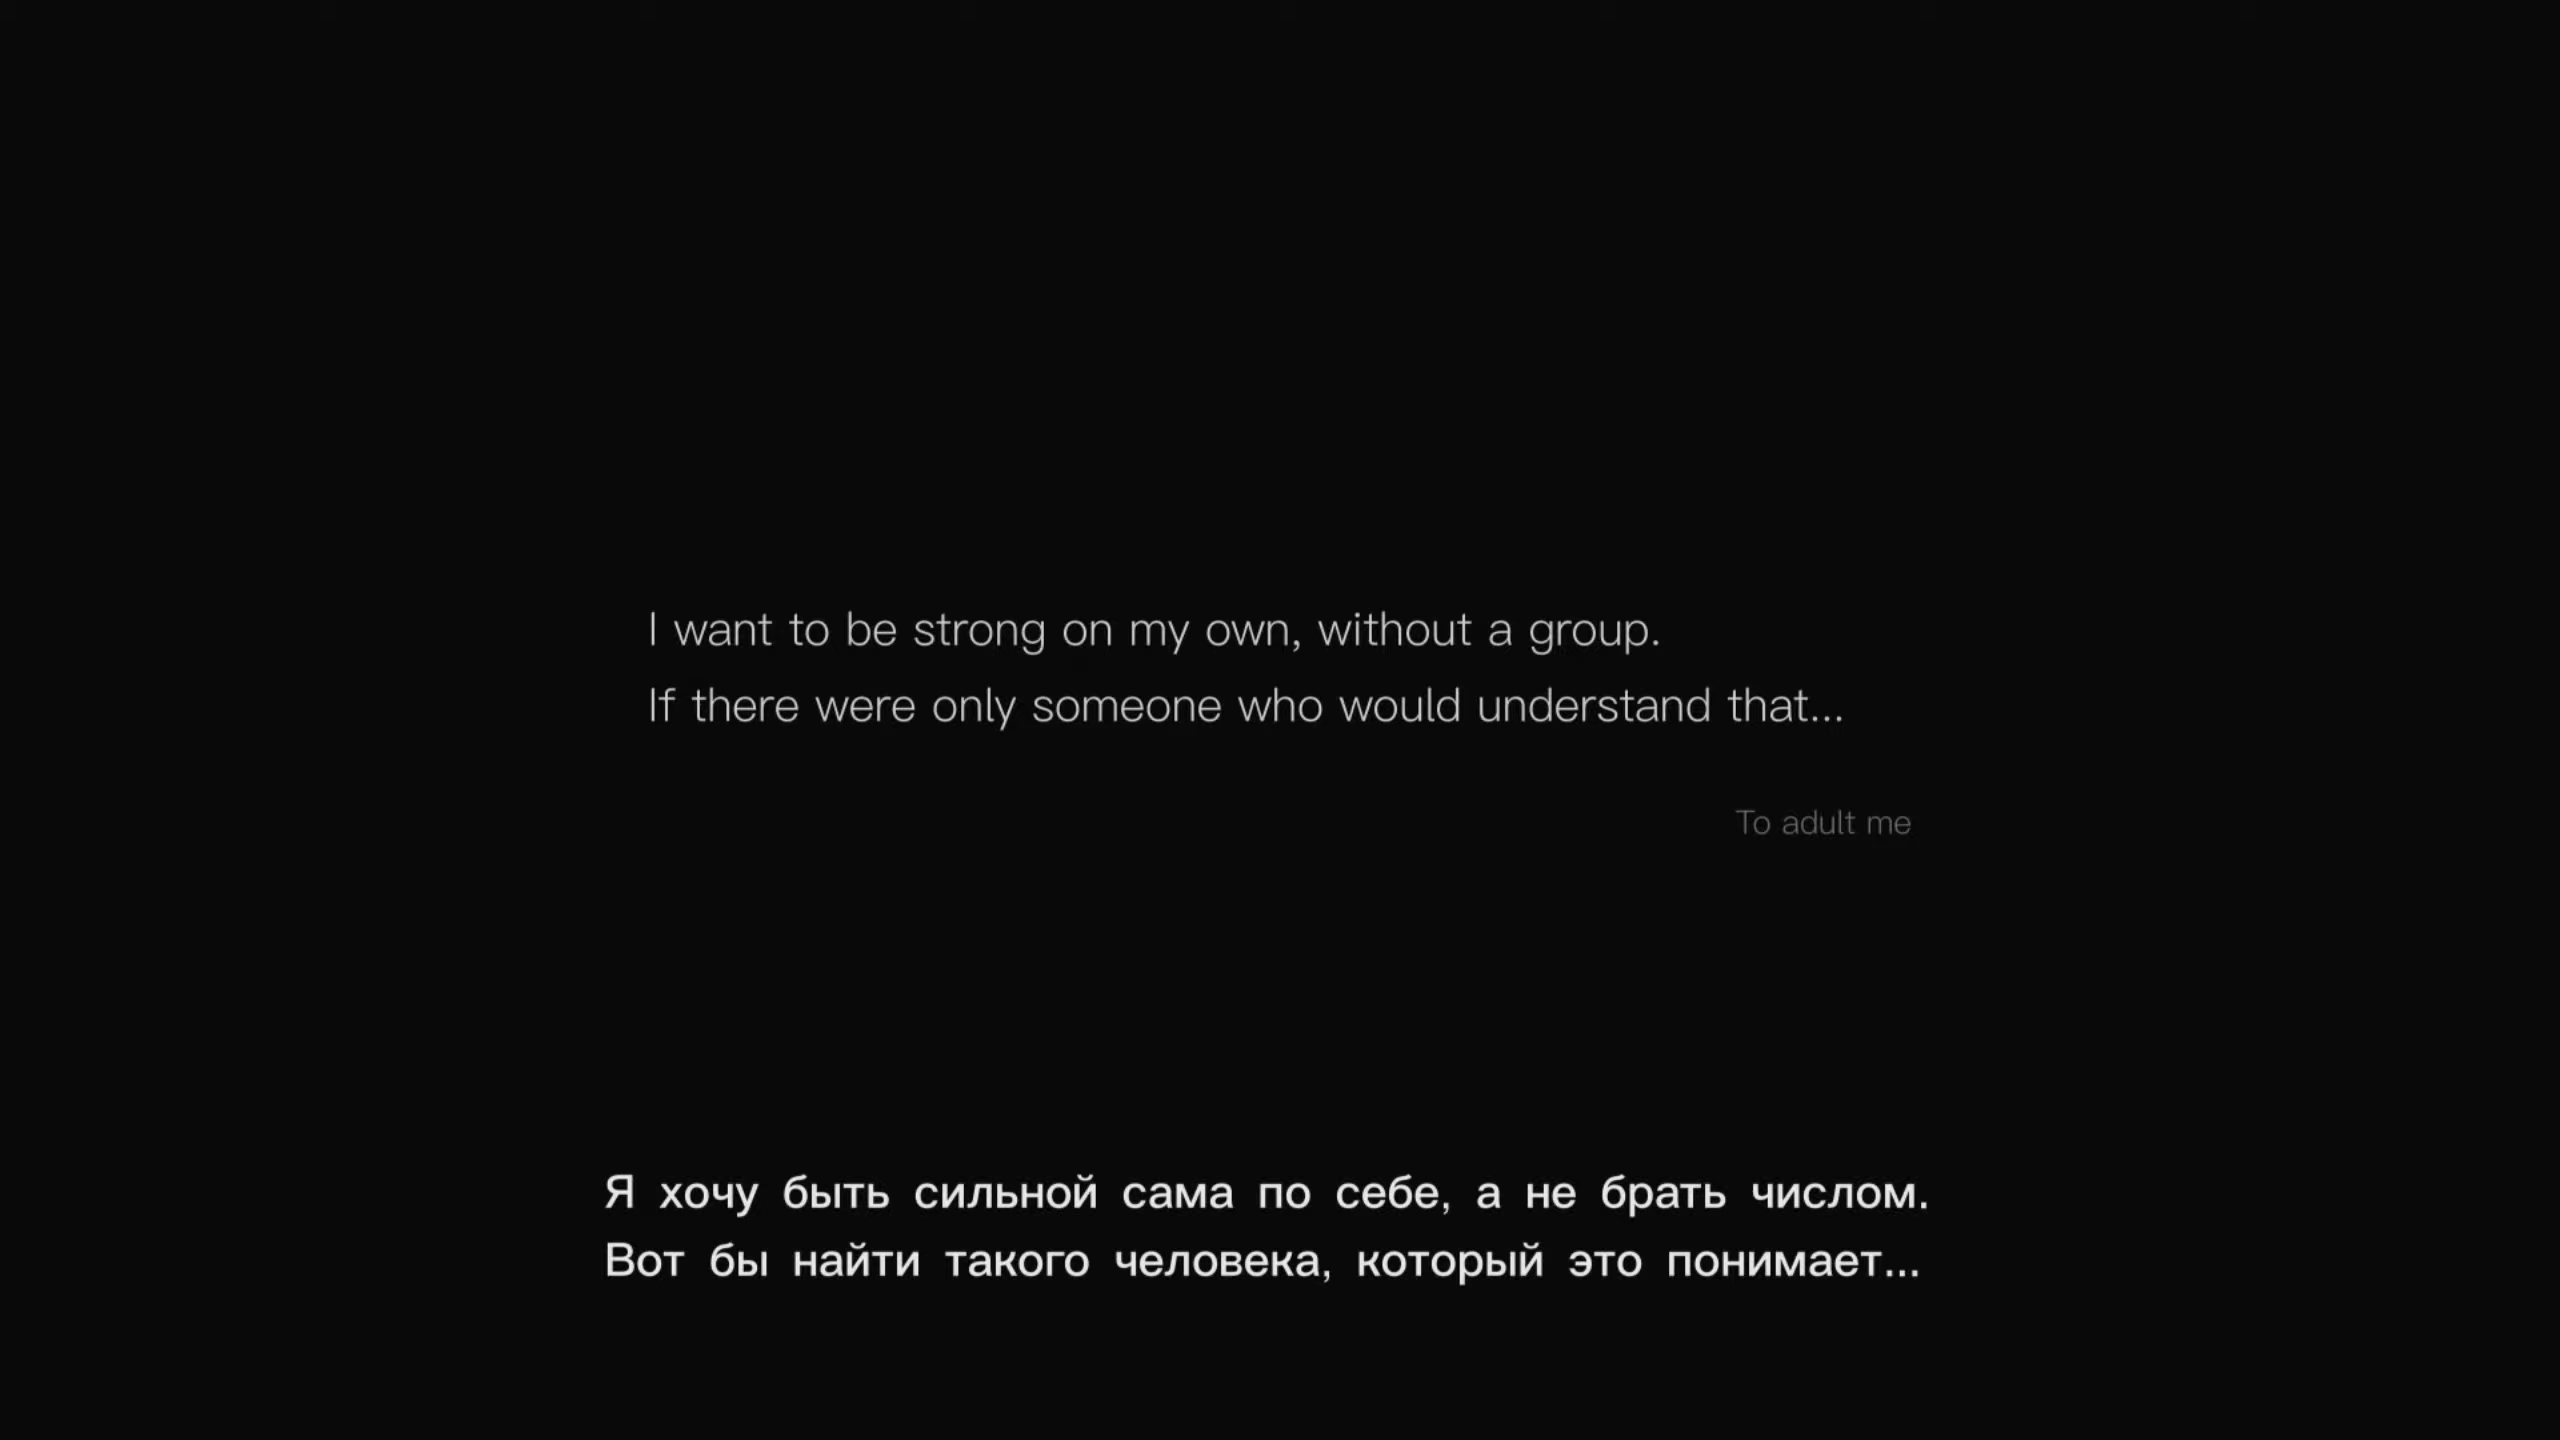 I want to be strong on my own, without a group.
If there were only someone who would understand that...
To adult me
Я хочу быть сильной сама по себе, а не брать числом.
Вот бы найти такого человека, который это понимает...